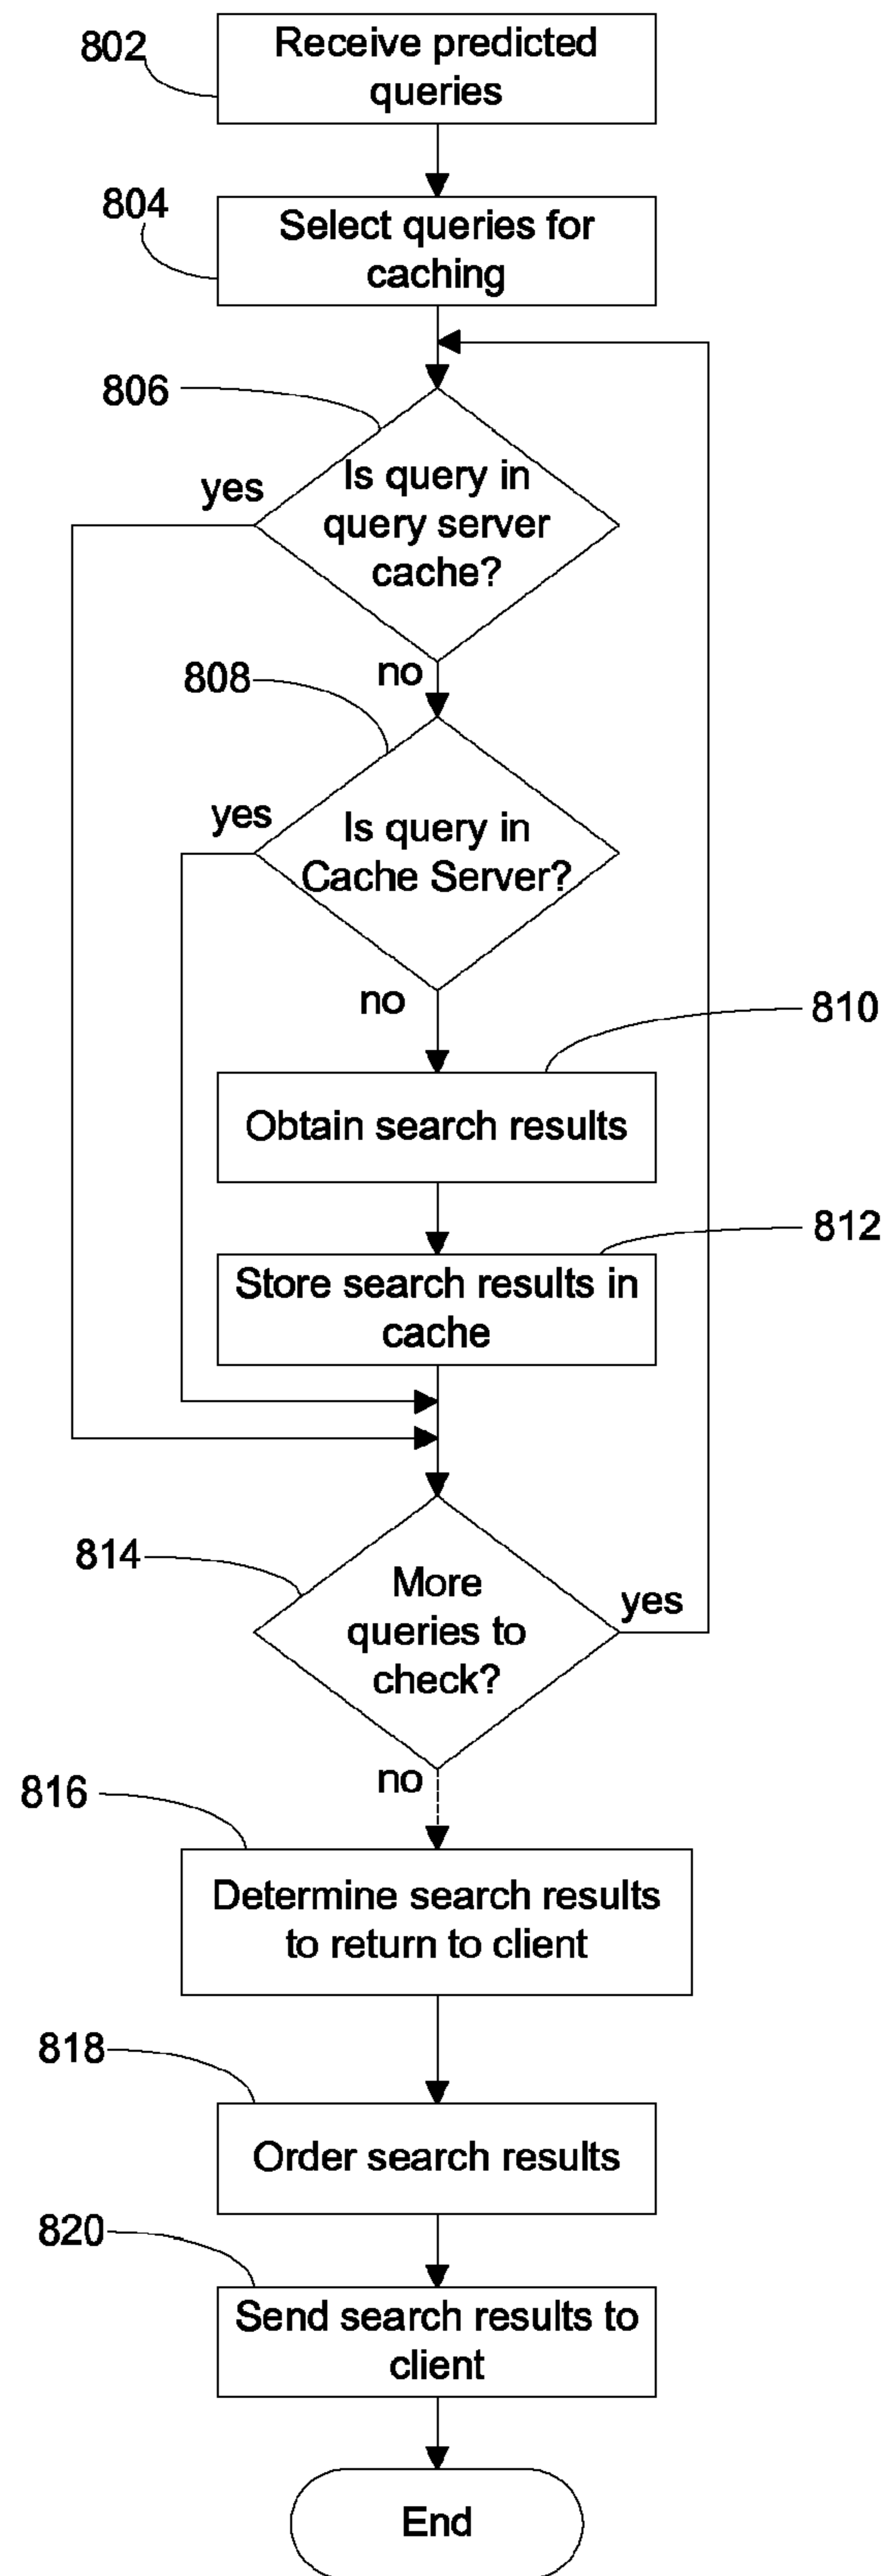 802
Receive predicted
queries
804
Select queries for
caching
806
yes
Is query in
query server
cache?
no
808
yes
Is query in
Cache Server?
no
810
Obtain search results
812
Store search results in
cache
814
More
queries to
check?
yes
no
816
Determine search results
to return to client
818
Order search results
820
Send search results to
client
End